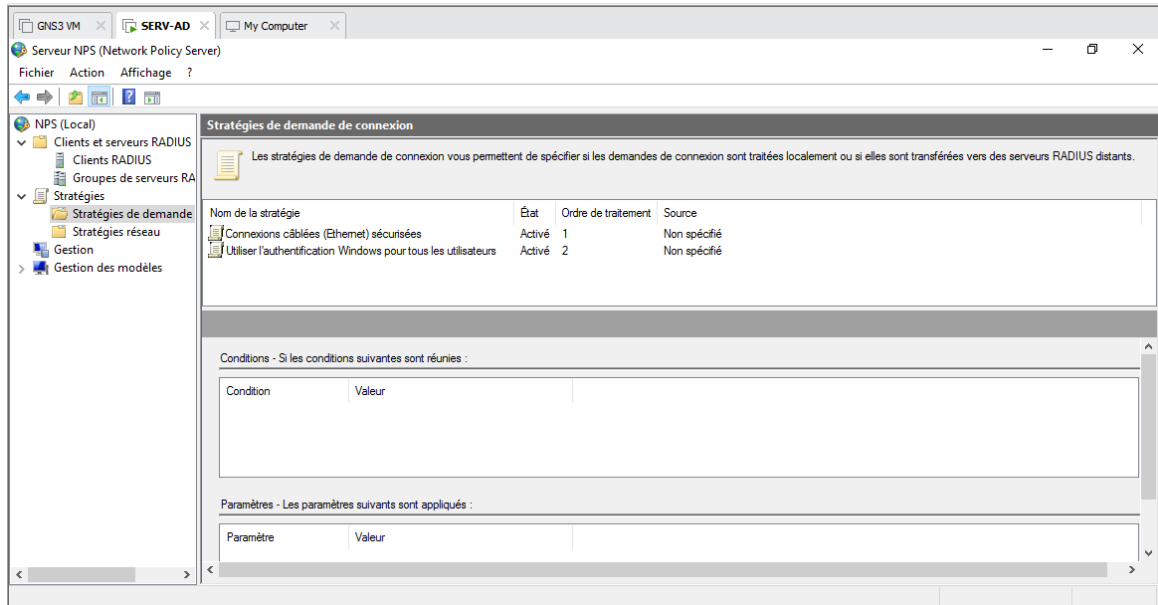 GNS3 VM
SERV-AD
My Computer
Serveur NPS (Network Policy Server)
Fichier Action Affichage ?
NPS (Local)
Clients et serveurs RADIUS
Clients RADIUS
Groupes de serveurs RA
Stratégies
Stratégies de demande
Stratégies réseau
Gestion
Gestion des modèles
Stratégies de demande de connexion
Les stratégies de demande de connexion vous permettent de spécifier si les demandes de connexion sont traitées localement ou si elles sont transférées vers des serveurs RADIUS distants.
Nom de la stratégie État Ordre de traitement Source
Connexions câblées (Ethernet) sécurisées Activé 1 Non spécifié
Utiliser l'authentification Windows pour tous les utilisateurs Activé 2 Non spécifié
Conditions - Si les conditions suivantes sont réunies :
Condition Valeur
Paramètres - Les paramètres suivants sont appliqués :
Paramètre Valeur